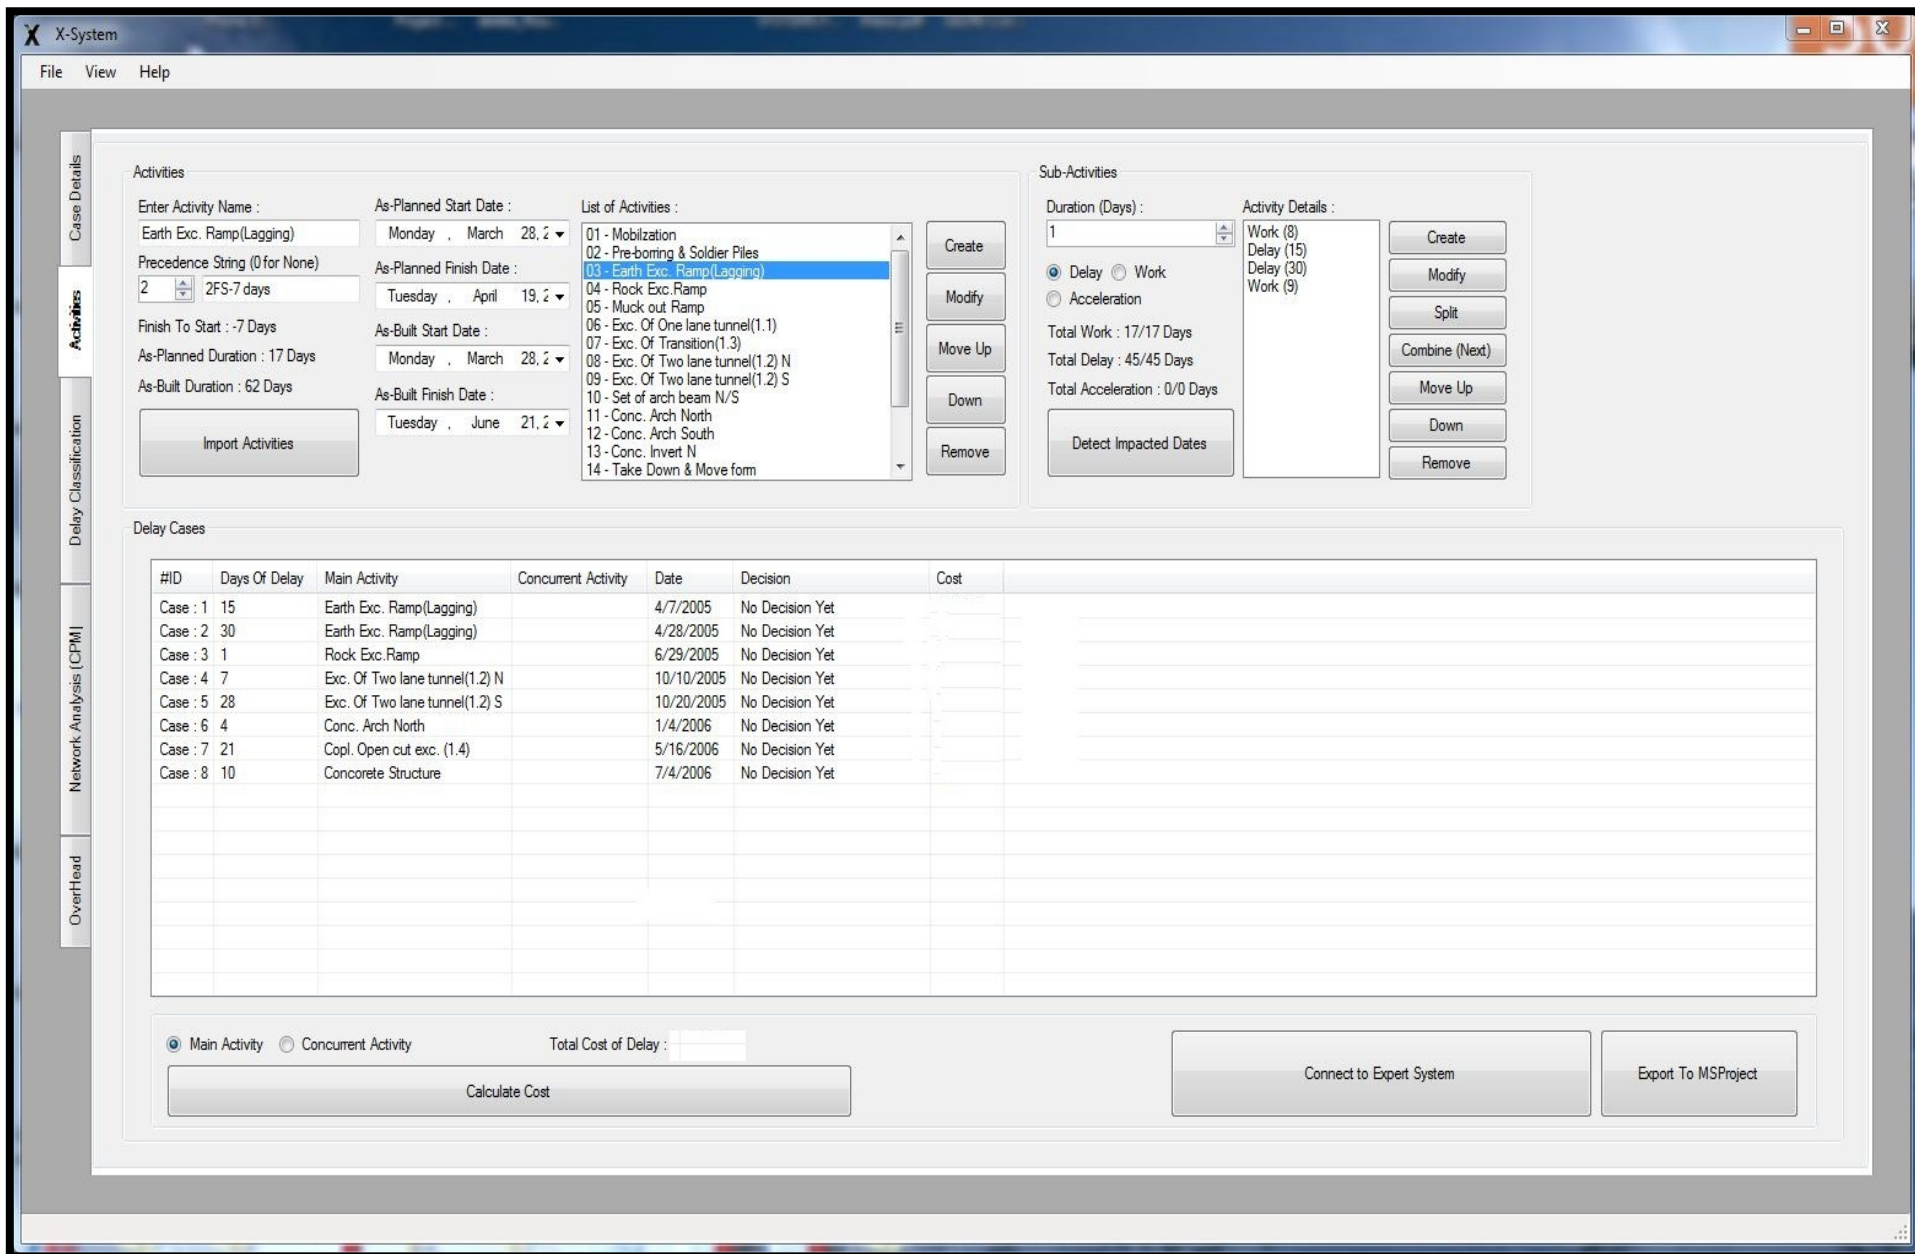 X-System
File View Help
Case Details
Activities
Delay Classification
Network Analysis (CPM)
OverHead
Activities
Enter Activity Name :
Earth Exc. Ramp(Lagging)
Precedence String (0 for None)
2 2FS-7 days
Finish To Start : -7 Days
As-Planned Duration : 17 Days
As-Built Duration : 62 Days
Import Activities
As-Planned Start Date :
Monday , March 28, 2
As-Planned Finish Date :
Tuesday , April 19, 2
As-Built Start Date :
Monday , March 28, 2
As-Built Finish Date :
Tuesday , June 21, 2
List of Activities :
01 - Mobilzation
02 - Pre-borring & Soldier Piles
03 - Earth Exc. Ramp(Lagging)
04 - Rock Exc.Ramp
05 - Muck out Ramp
06 - Exc. Of One lane tunnel(1.1)
07 - Exc. Of Transition(1.3)
08 - Exc. Of Two lane tunnel(1.2) N
09 - Exc. Of Two lane tunnel(1.2) S
10 - Set of arch beam N/S
11 - Conc. Arch North
12 - Conc. Arch South
13 - Conc. Invert N
14 - Take Down & Move form
Create
Modify
Move Up
Down
Remove
Sub-Activities
Duration (Days) :
1
Delay Work
Acceleration
Total Work : 17/17 Days
Total Delay : 45/45 Days
Total Acceleration : 0/0 Days
Detect Impacted Dates
Activity Details :
Work (8)
Delay (15)
Delay (30)
Work (9)
Create
Modify
Split
Combine (Next)
Move Up
Down
Remove
Delay Cases
#ID Days Of Delay Main Activity Concurrent Activity Date Decision Cost
Case : 1 15 Earth Exc. Ramp(Lagging) 4/7/2005 No Decision Yet
Case : 2 30 Earth Exc. Ramp(Lagging) 4/28/2005 No Decision Yet
Case : 3 1 Rock Exc.Ramp 6/29/2005 No Decision Yet
Case : 4 7 Exc. Of Two lane tunnel(1.2) N 10/10/2005 No Decision Yet
Case : 5 28 Exc. Of Two lane tunnel(1.2) S 10/20/2005 No Decision Yet
Case : 6 4 Conc. Arch North 1/4/2006 No Decision Yet
Case : 7 21 Copl. Open cut exc. (1.4) 5/16/2006 No Decision Yet
Case : 8 10 Concorete Structure 7/4/2006 No Decision Yet
Main Activity Concurrent Activity Total Cost of Delay :
Calculate Cost
Connect to Expert System
Export To MSProject